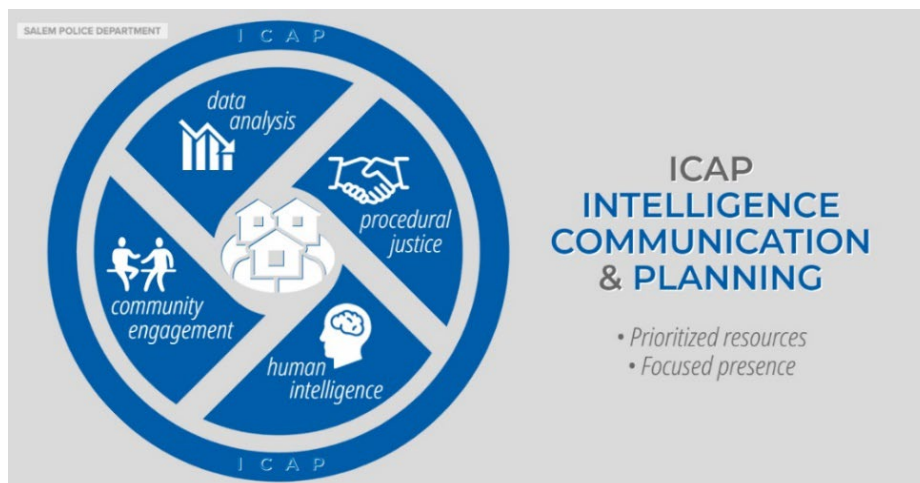 SALEM POLICE DEPARTMENT
ICAP
data
analysis
procedural
justice
community
engagement
human
intelligence
ICAP
ICAP
INTELLIGENCE
COMMUNICATION
& PLANNING
• Prioritized resources
• Focused presence